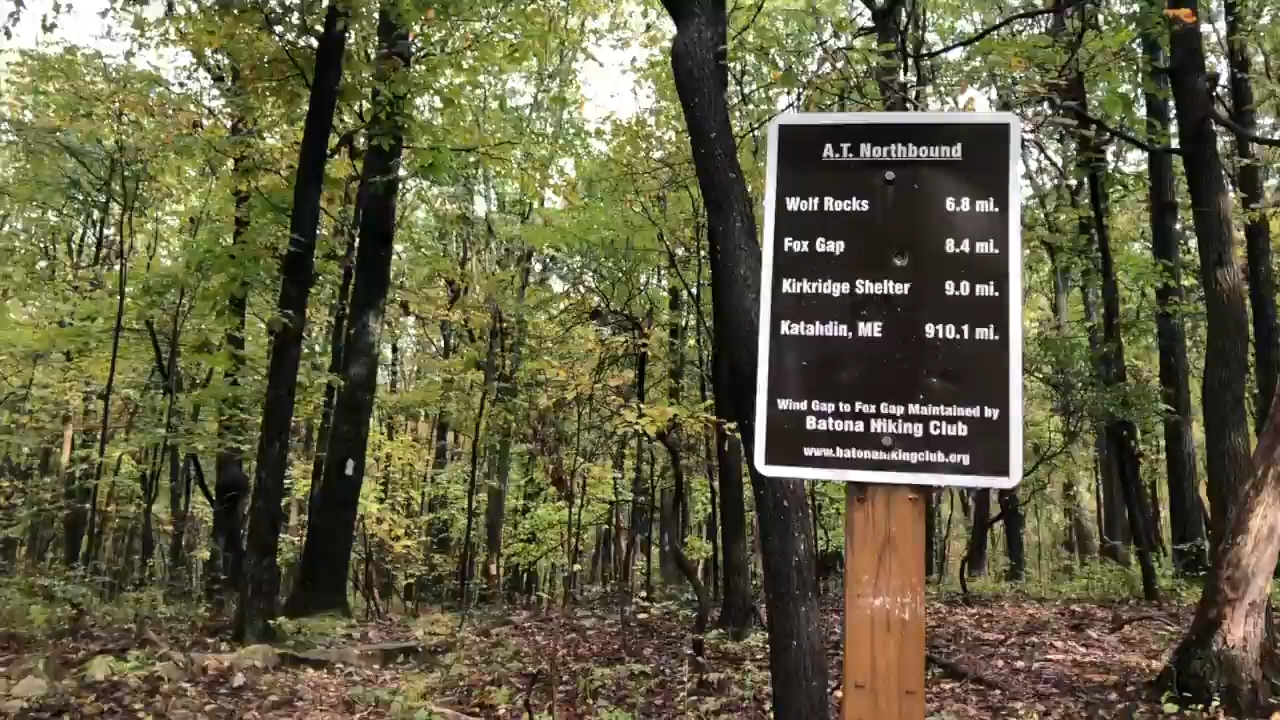 A.T. Northbound
Wolf Rocks 6.8 mi.
Fox Gap 8.4 mi.
Kirkridge Shelter 9.0 mi.
Katahdin, ME 910.1 mi.
Wind Gap to Fox Gap Maintained by
Batona Hiking Club
www.batonahikingclub.org